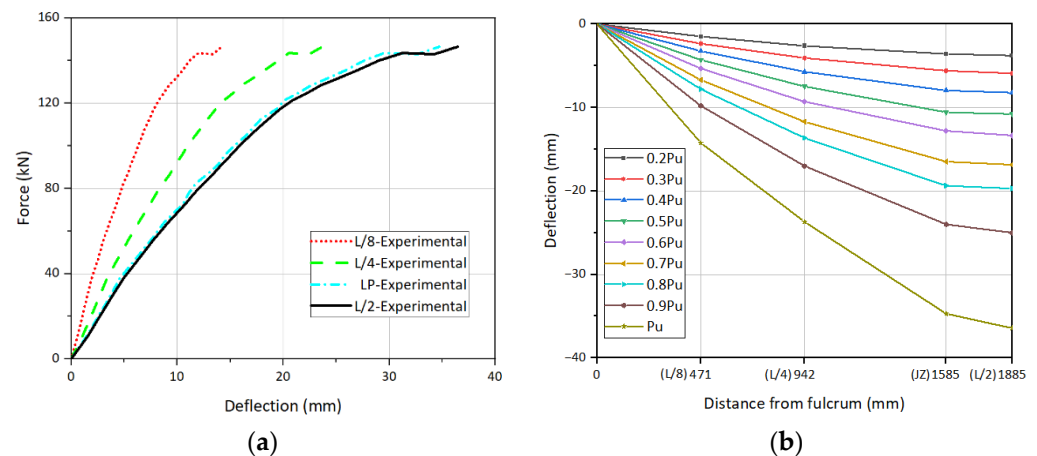 160
120
80
40
0
Force (kN)
L/8-Experimental
L/4-Experimental
LP-Experimental
L/2-Experimental
0 10 20 30 40
Deflection (mm)
(a)
0
−10
−20
−30
−40
Deflection (mm)
0.2Pu
0.3Pu
0.4Pu
0.5Pu
0.6Pu
0.7Pu
0.8Pu
0.9Pu
Pu
0 (L/8) 471 (L/4) 942 (JZ) 1585 (L/2) 1885
Distance from fulcrum (mm)
(b)